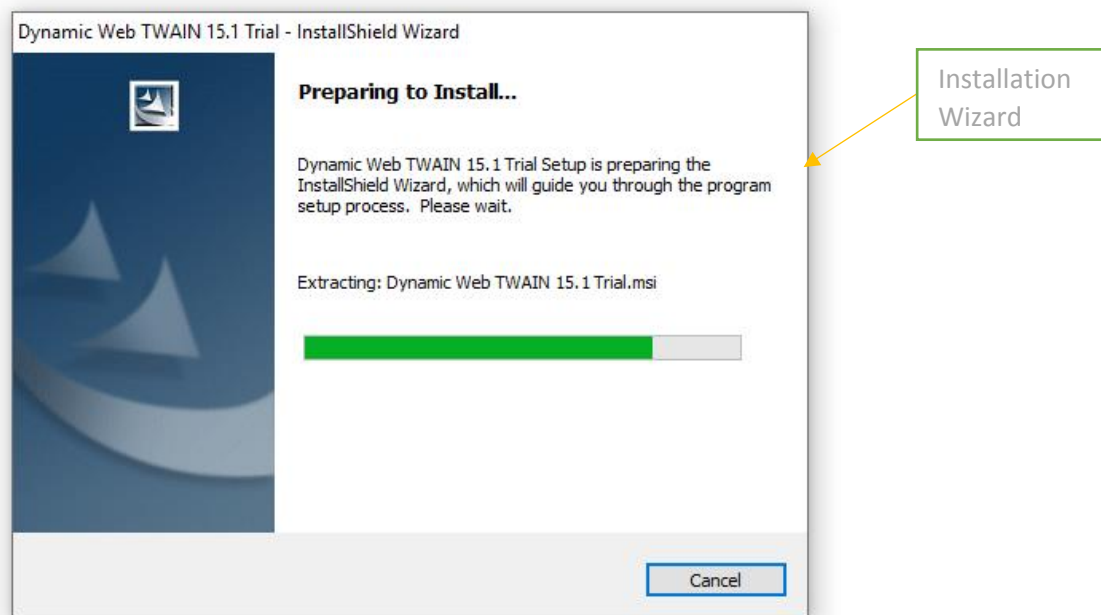 Dynamic Web TWAIN 15.1 Trial - InstallShield Wizard
Preparing to Install...
Installation
Wizard
Dynamic Web TWAIN 15.1 Trial Setup is preparing the
InstallShield Wizard, which will guide you through the program
setup process. Please wait.
Extracting: Dynamic Web TWAIN 15.1 Trial.msi
Cancel